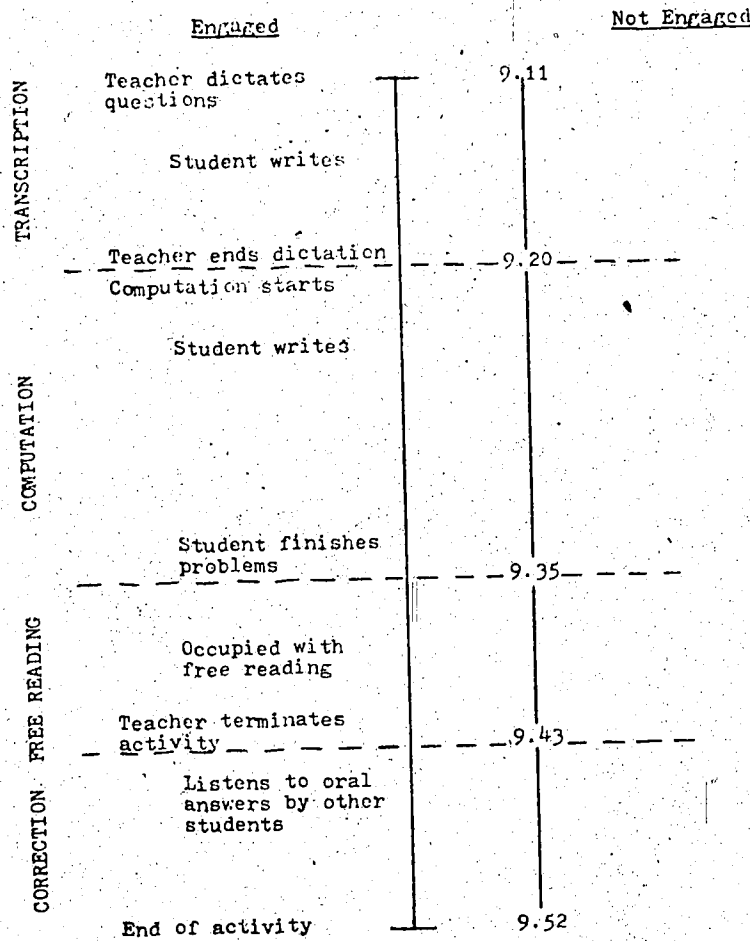 Engaged
Not Engaged
TRANSCRIPTION
Teacher dictates
questions
9.11
Student writes
Teacher ends dictation
9.20
Computation starts
Student writes
COMPUTATION
Student finishes
problems
9.35
FREE READING
Occupied with
free reading
Teacher terminates
activity
9.43
CORRECTION
Listens to oral
answers by other
students
End of activity
9.52